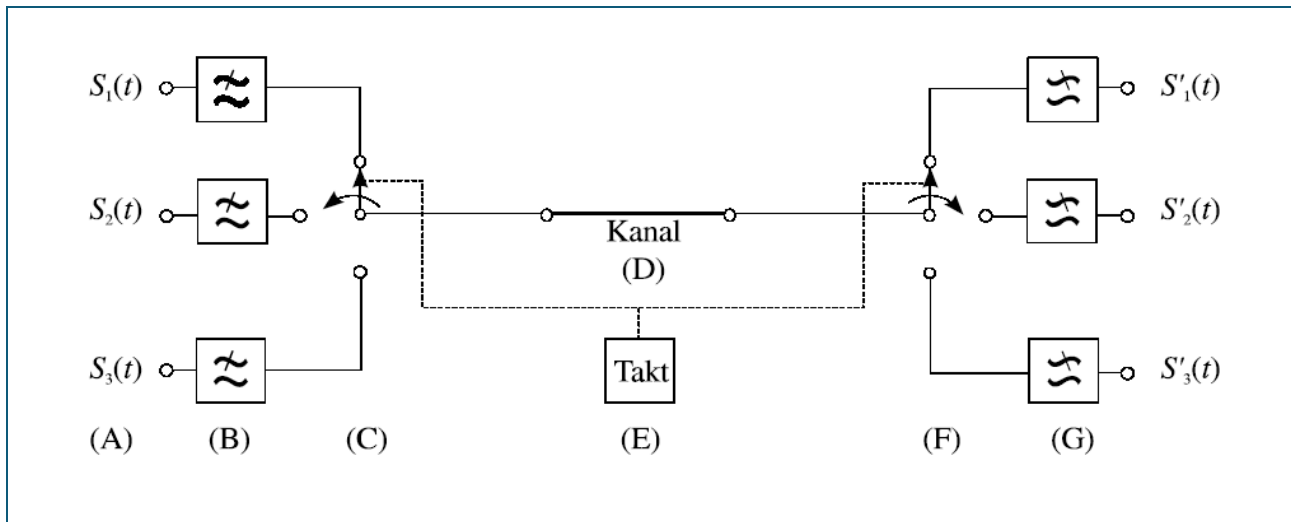 S₁(t)
S′₁(t)
S₂(t)
S′₂(t)
Kanal
(D)
S₃(t)
Takt
S′₃(t)
(A)
(B)
(C)
(E)
(F)
(G)